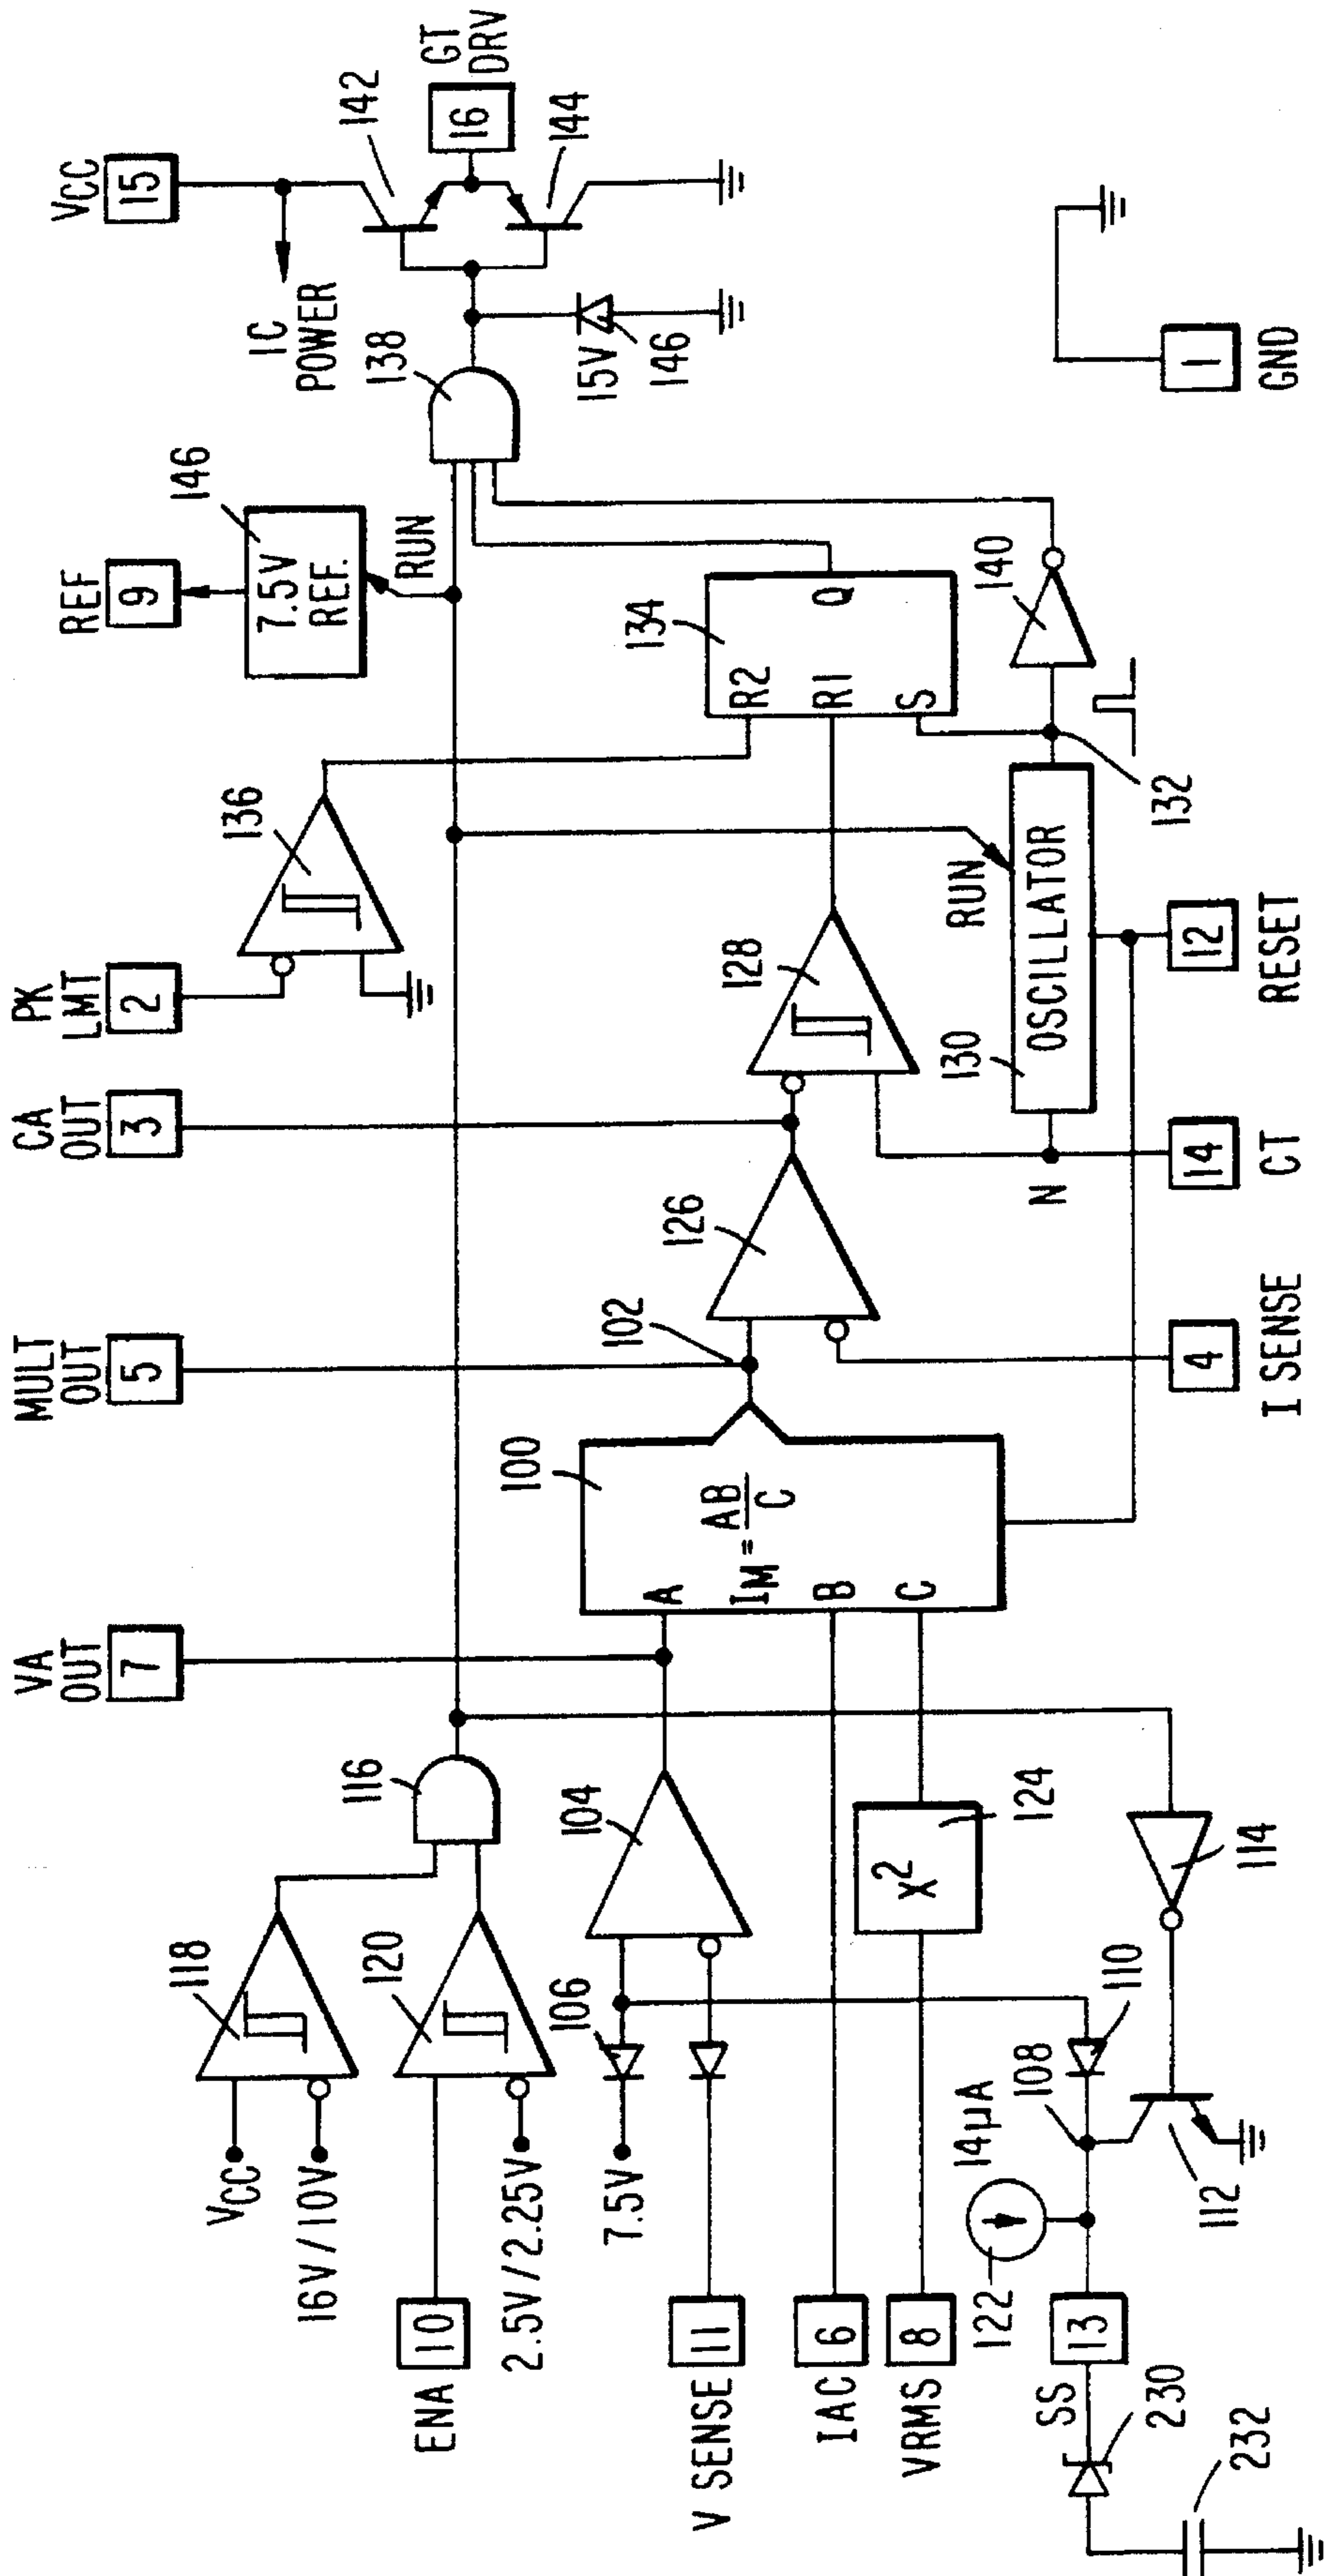 VCC
15
IC
POWER
142
16
GT
DRV
144
138
15V
146
1
GND
REF
9
7.5V
REF.
146
RUN
134
R2
R1
S
Q
140
132
PK
LMT
2
136
CA
OUT
3
128
RUN
130
OSCILLATOR
12
RESET
N
14
CT
MULT
OUT
5
102
126
4
I SENSE
100
A
B
C
IM = AB/C
VA
OUT
7
116
104
X2
124
114
118
120
106
108
110
112
14µA
122
VCC
16V/10V
2.5V/2.25V
7.5V
10
ENA
11
V SENSE
6
IAC
8
VRMS
13
SS
230
232